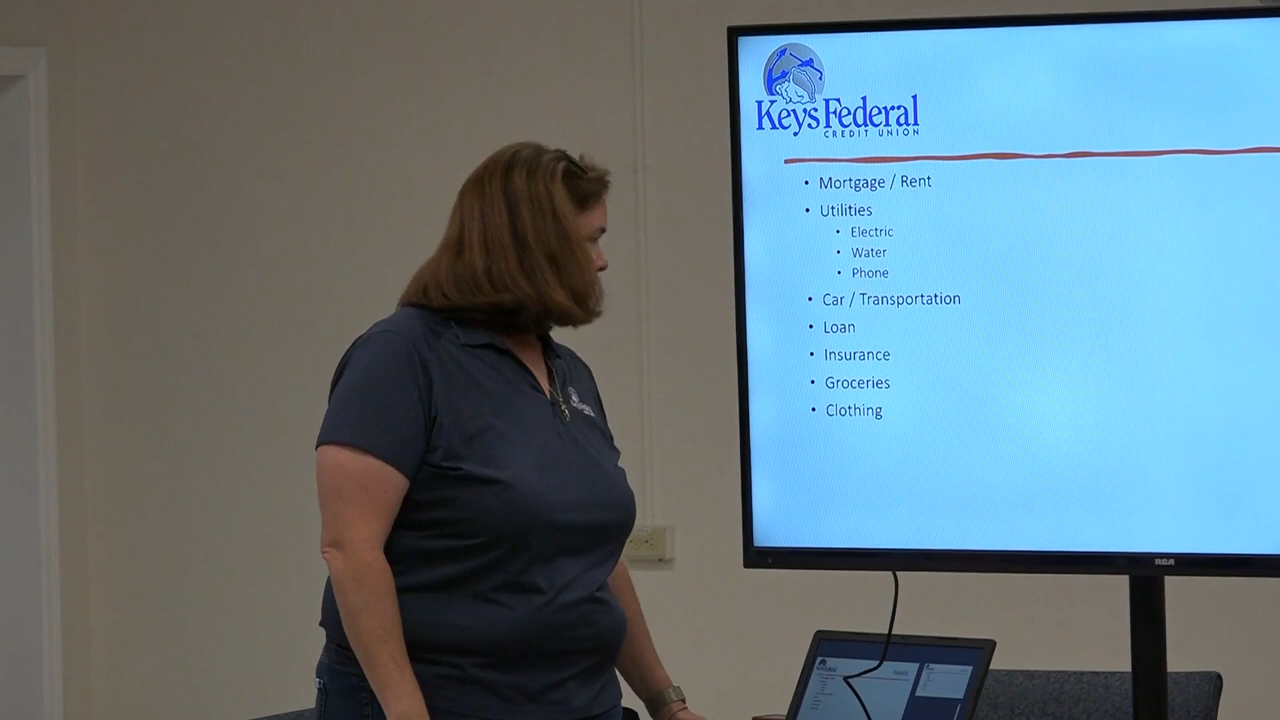 Keys Federal
CREDIT UNION
• Mortgage / Rent
• Utilities
• Electric
• Water
• Phone
• Car / Transportation
• Loan
• Insurance
• Groceries
• Clothing
RCA